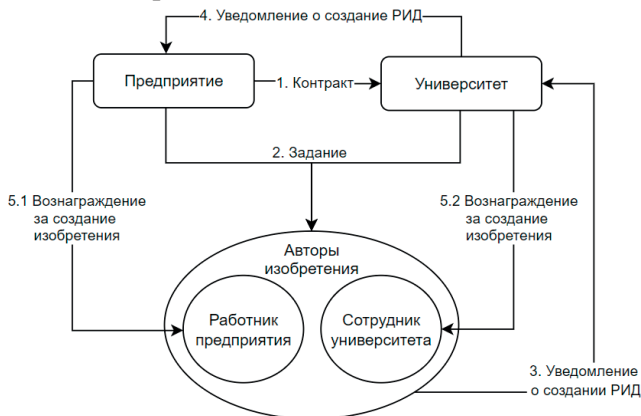 4. Уведомление о создание РИД
Предприятие
1. Контракт
Университет
2. Задание
5.1 Вознаграждение
за создание
изобретения
5.2 Вознаграждение
за создание
изобретения
Авторы
изобретения
Работник
предприятия
Сотрудник
университета
3. Уведомление
о создании РИД